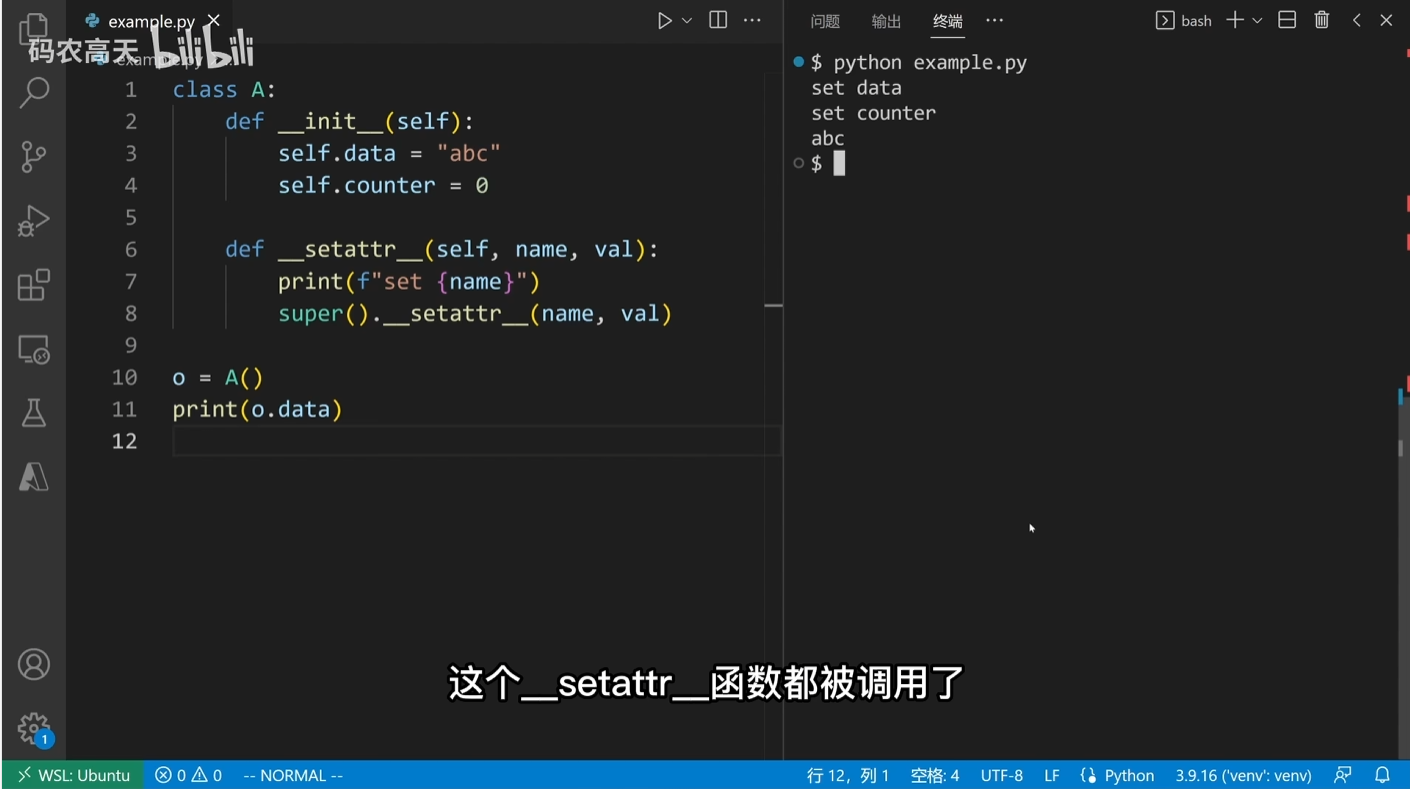 example.py
码农高天 bilibili
example.py
1 class A:
2     def __init__(self):
3         self.data = "abc"
4         self.counter = 0
5
6     def __setattr__(self, name, val):
7         print(f"set {name}")
8         super().__setattr__(name, val)
9
10 o = A()
11 print(o.data)
12
问题 输出 终端 ··· bash
$ python example.py
set data
set counter
abc
$
这个__setattr__函数都被调用了
1
WSL: Ubuntu 0 0 -- NORMAL -- 行 12，列 1 空格: 4 UTF-8 LF Python 3.9.16 ('venv': venv)